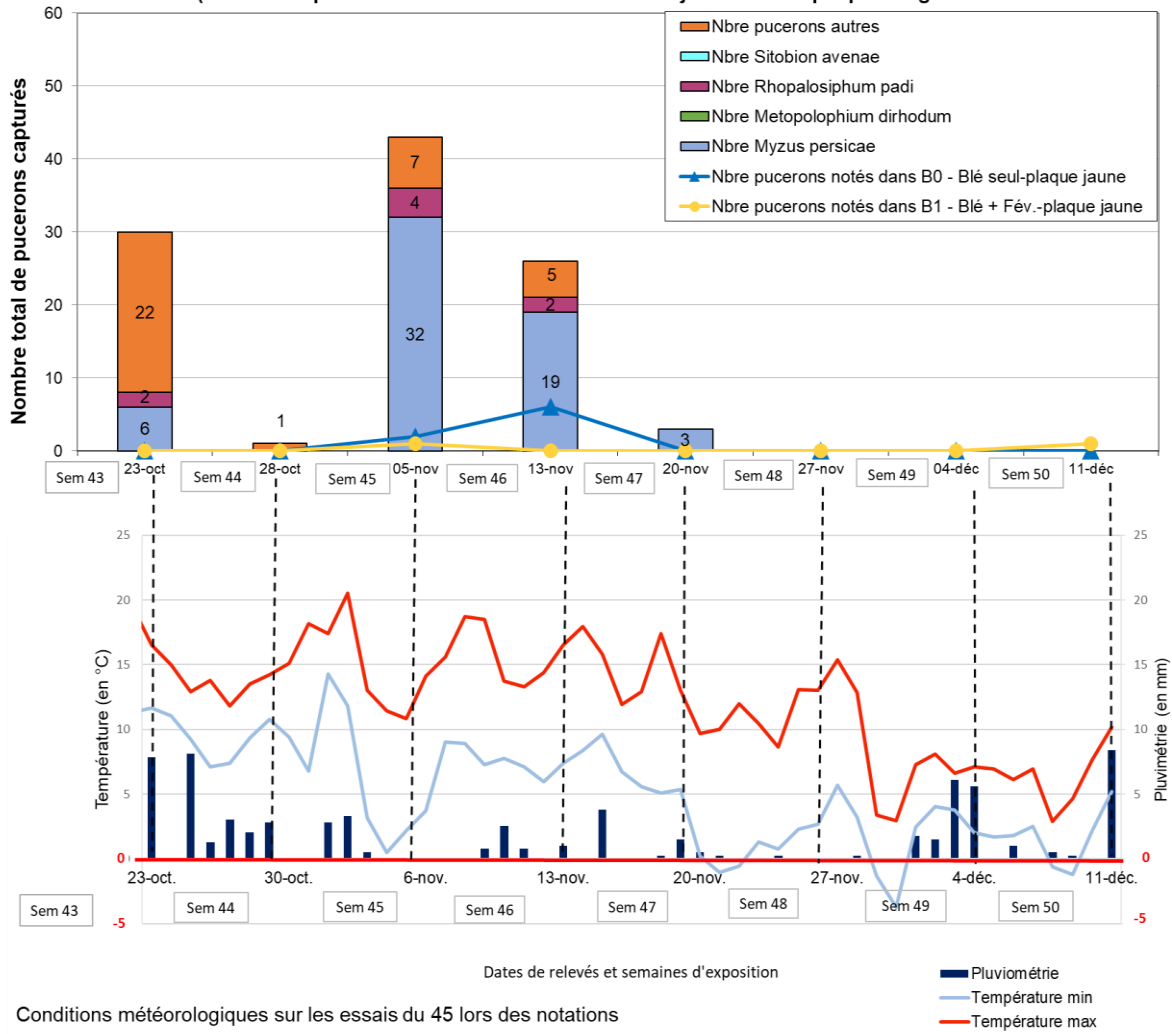 60
50
40
30
20
10
0
Nombre total de pucerons capturés
Nbre pucerons autres
Nbre Sitobion avenae
Nbre Rhopalosiphum padi
Nbre Metopolophium dirhodum
Nbre Myzus persicae
Nbre pucerons notés dans B0 - Blé seul-plaque jaune
Nbre pucerons notés dans B1 - Blé + Fév.-plaque jaune
22
2
6
1
7
4
32
5
2
19
3
23-oct 28-oct 05-nov 13-nov 20-nov 27-nov 04-déc 11-déc
Sem 43 Sem 44 Sem 45 Sem 46 Sem 47 Sem 48 Sem 49 Sem 50
25
20
15
10
5
0
-5
Température (en °C)
25
20
15
10
5
0
-5
Pluvimétrie (en mm)
23-oct. 30-oct. 6-nov. 13-nov. 20-nov. 27-nov. 4-déc. 11-déc.
Sem 43 Sem 44 Sem 45 Sem 46 Sem 47 Sem 48 Sem 49 Sem 50
Dates de relevés et semaines d'exposition
Pluviométrie
Température min
Température max
Conditions météorologiques sur les essais du 45 lors des notations